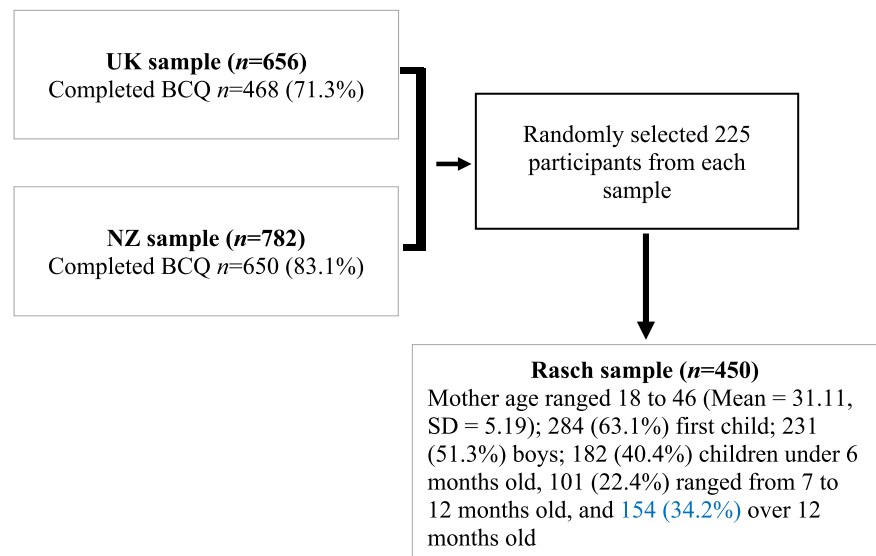 UK sample (n=656)
Completed BCQ n=468 (71.3%)
NZ sample (n=782)
Completed BCQ n=650 (83.1%)
Randomly selected 225
participants from each
sample
Rasch sample (n=450)
Mother age ranged 18 to 46 (Mean = 31.11,
SD = 5.19); 284 (63.1%) first child; 231
(51.3%) boys; 182 (40.4%) children under 6
months old, 101 (22.4%) ranged from 7 to
12 months old, and 154 (34.2%) over 12
months old